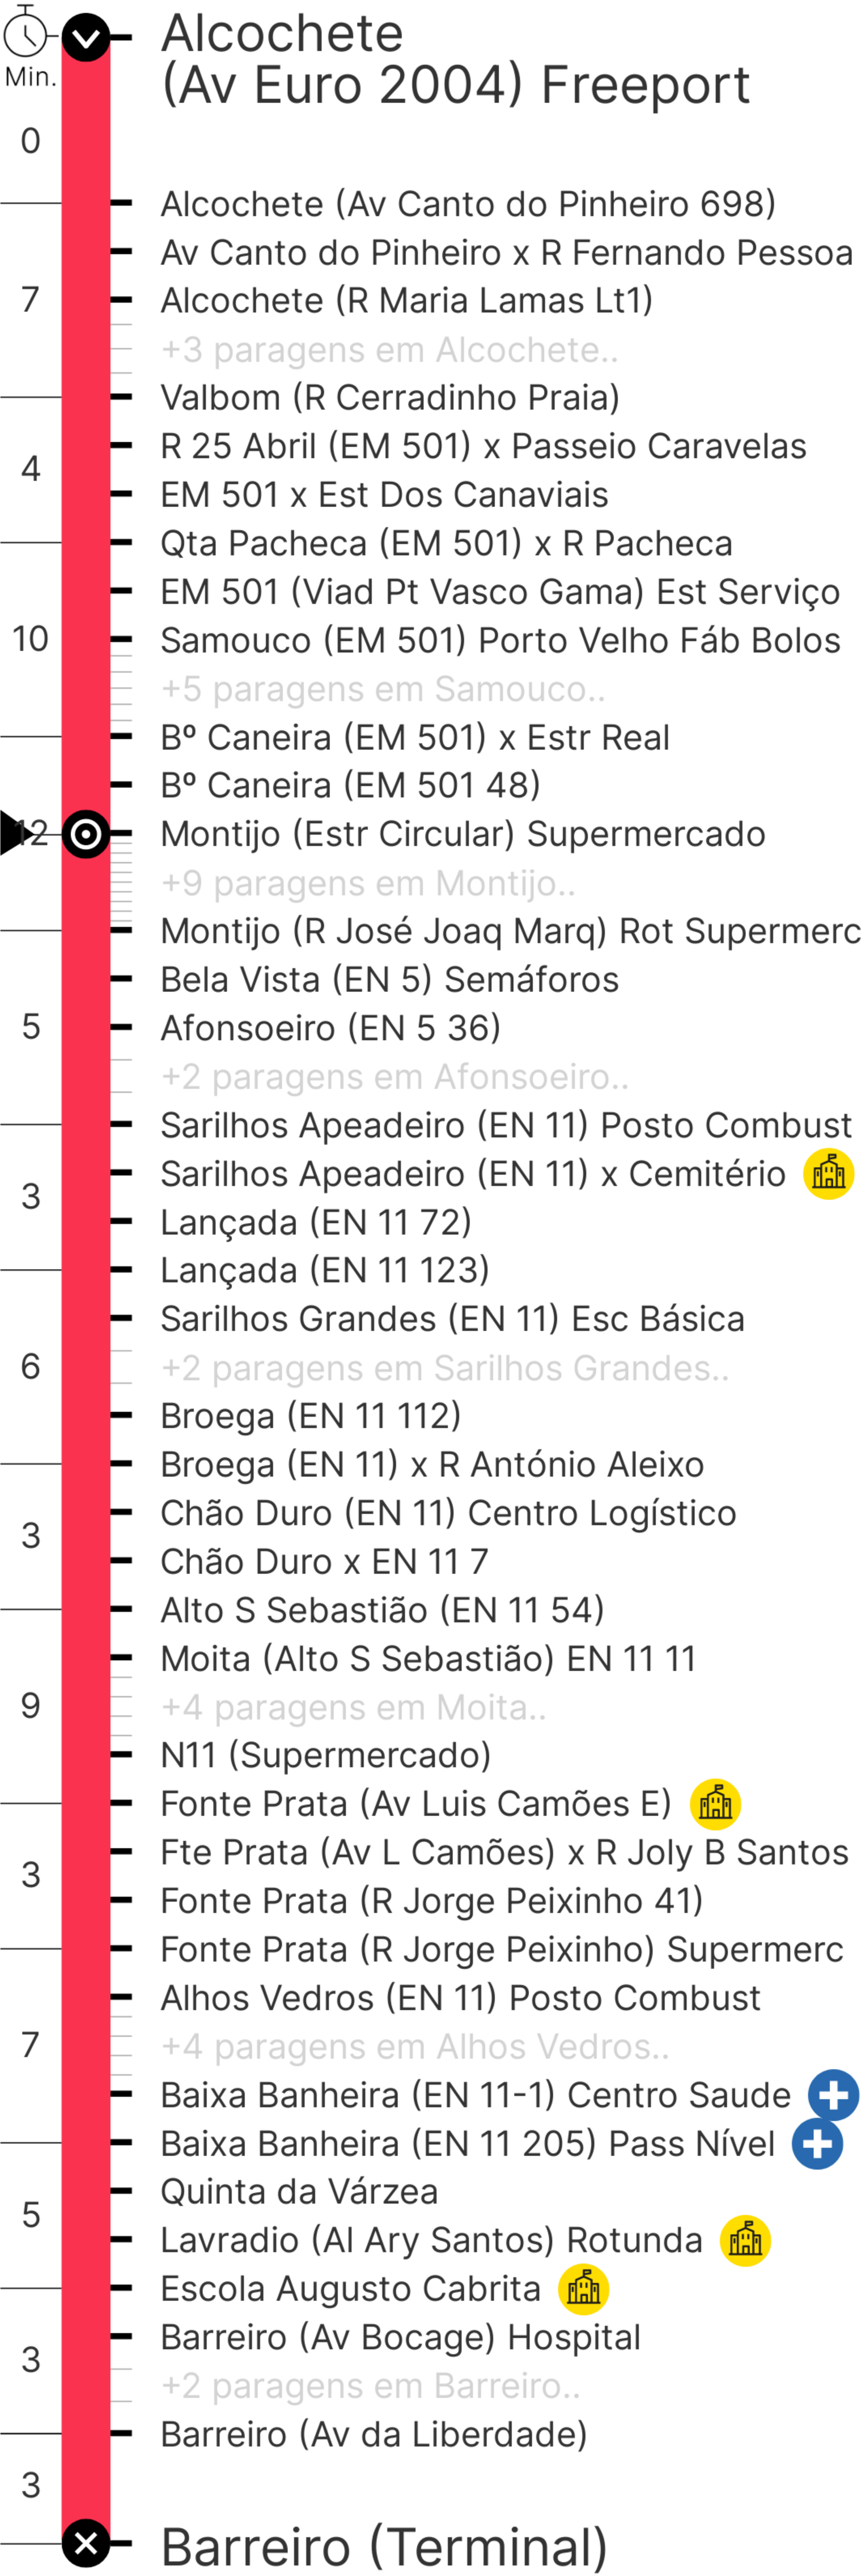 Alcochete
(Av Euro 2004) Freeport
Min.
0
Alcochete (Av Canto do Pinheiro 698)
Av Canto do Pinheiro x R Fernando Pessoa
7 Alcochete (R Maria Lamas Lt1)
+3 paragens em Alcochete..
Valbom (R Cerradinho Praia)
R 25 Abril (EM 501) x Passeio Caravelas
4
EM 501 x Est Dos Canaviais
Qta Pacheca (EM 501) x R Pacheca
EM 501 (Viad Pt Vasco Gama) Est Serviço
10 Samouco (EM 501) Porto Velho Fáb Bolos
+5 paragens em Samouco..
Bº Caneira (EM 501) x Estr Real
Bº Caneira (EM 501 48)
12 Montijo (Estr Circular) Supermercado
+9 paragens em Montijo..
Montijo (R José Joaq Marq) Rot Supermerc
Bela Vista (EN 5) Semáforos
5 Afonsoeiro (EN 5 36)
+2 paragens em Afonsoeiro..
Sarilhos Apeadeiro (EN 11) Posto Combust
Sarilhos Apeadeiro (EN 11) x Cemitério
3
Lançada (EN 11 72)
Lançada (EN 11 123)
Sarilhos Grandes (EN 11) Esc Básica
6 +2 paragens em Sarilhos Grandes..
Broega (EN 11 112)
Broega (EN 11) x R António Aleixo
Chão Duro (EN 11) Centro Logístico
3
Chão Duro x EN 11 7
Alto S Sebastião (EN 11 54)
Moita (Alto S Sebastião) EN 11 11
9 +4 paragens em Moita..
N11 (Supermercado)
Fonte Prata (Av Luis Camões E)
Fte Prata (Av L Camões) x R Joly B Santos
3
Fonte Prata (R Jorge Peixinho 41)
Fonte Prata (R Jorge Peixinho) Supermerc
Alhos Vedros (EN 11) Posto Combust
7 +4 paragens em Alhos Vedros..
Baixa Banheira (EN 11-1) Centro Saude
Baixa Banheira (EN 11 205) Pass Nível
Quinta da Várzea
5
Lavradio (Al Ary Santos) Rotunda
Escola Augusto Cabrita
Barreiro (Av Bocage) Hospital
3
+2 paragens em Barreiro..
Barreiro (Av da Liberdade)
3
Barreiro (Terminal)